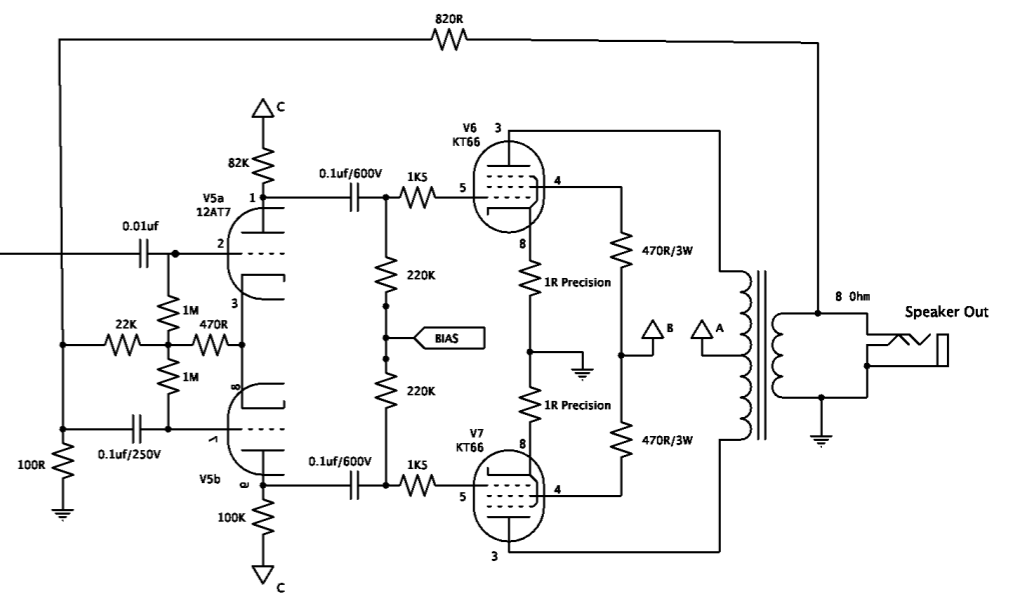 820R
C
82K
V5a
12AT7
1
0.1uf/600V
1K5
V6
KT66
3
5
4
8
0.01uf
2
3
1M
22K
470R
1M
220K
BIAS
220K
1R Precision
1R Precision
470R/3W
470R/3W
B
A
8 Ohm
Speaker Out
8
7
0.1uf/250V
100R
V5b
6
100K
C
0.1uf/600V
1K5
V7
KT66
8
5
4
3